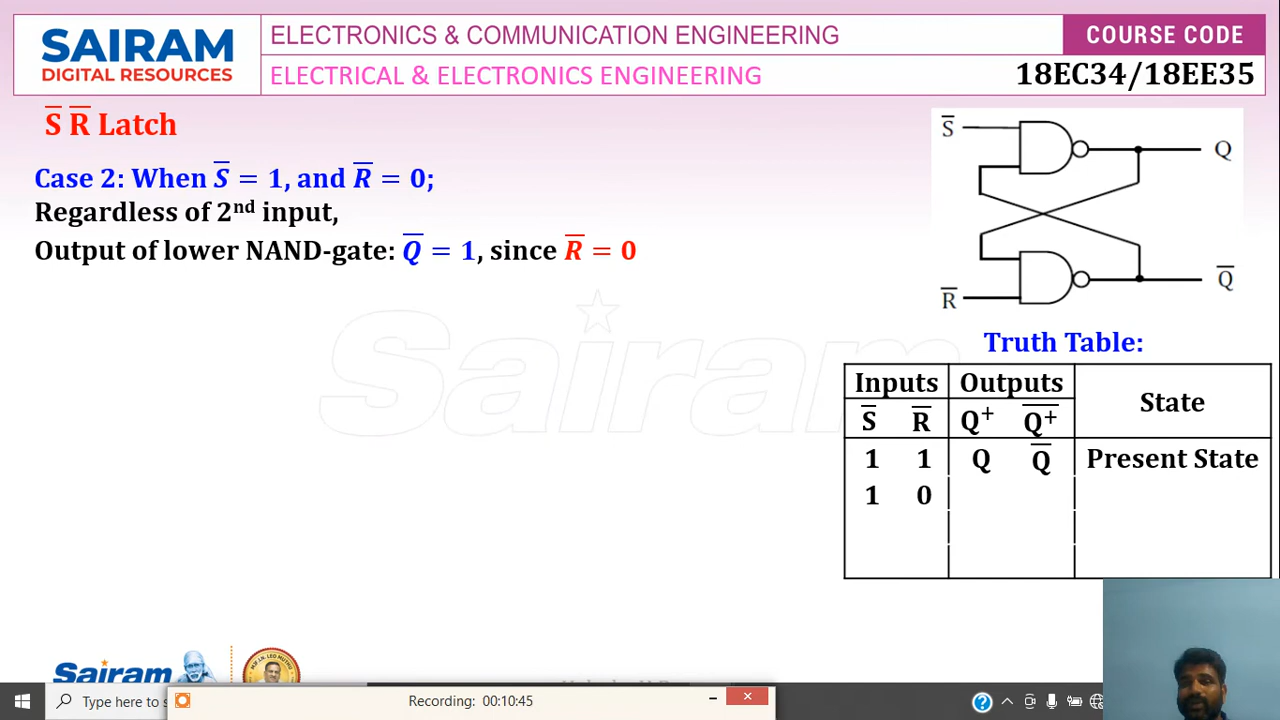 SAIRAM
DIGITAL RESOURCES
ELECTRONICS & COMMUNICATION ENGINEERING
COURSE CODE
ELECTRICAL & ELECTRONICS ENGINEERING
18EC34/18EE35
S̅ R̅ Latch
Case 2: When S̅ = 1, and R̅ = 0;
Regardless of 2ⁿᵈ input,
Output of lower NAND-gate: Q̅ = 1, since R̅ = 0
S̅
Q
R̅
Q̅
Sairam
Truth Table:
Inputs Outputs State
S̅ R̅ Q⁺ Q̅⁺
1 1 Q Q̅ Present State
1 0
Sairam
Type here to s
Recording: 00:10:45